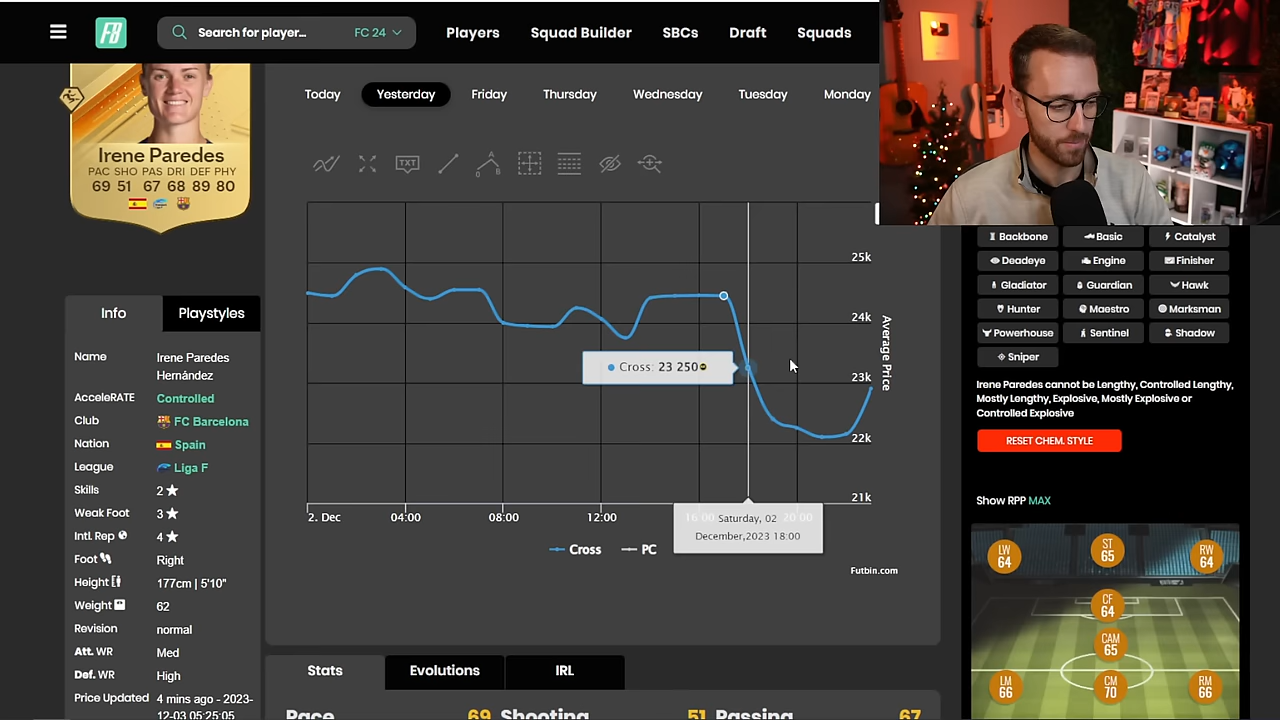 FB
Search for player...
FC 24
Players
Squad Builder
SBCs
Draft
Squads
Irene Paredes
PAC SHO PAS DRI DEF PHY
69 51 67 68 89 80
Today
Yesterday
Friday
Thursday
Wednesday
Tuesday
Monday
TXT
25k
24k
23k
22k
21k
Average Price
Cross: 23 250
2. Dec
04:00
08:00
12:00
16:00
20:00
Saturday, 02
December,2023 18:00
Cross
PC
Futbin.com
Info
Playstyles
Name
Irene Paredes
Hernández
AcceleRATE
Controlled
Club
FC Barcelona
Nation
Spain
League
Liga F
Skills
2
Weak Foot
3
Intl. Rep
4
Foot
Right
Height
177cm | 5'10"
Weight
62
Revision
normal
Att. WR
Med
Def. WR
High
Price Updated
4 mins ago - 2023-
12-03 05:25:05
Stats
Evolutions
IRL
Pace
69
Shooting
51
Passing
67
Backbone
Basic
Catalyst
Deadeye
Engine
Finisher
Gladiator
Guardian
Hawk
Hunter
Maestro
Marksman
Powerhouse
Sentinel
Shadow
Sniper
Irene Paredes cannot be Lengthy, Controlled Lengthy,
Mostly Lengthy, Explosive, Mostly Explosive or
Controlled Explosive
RESET CHEM. STYLE
Show RPP MAX
LW
64
ST
65
RW
64
CF
64
CAM
65
LM
66
CM
70
RM
66